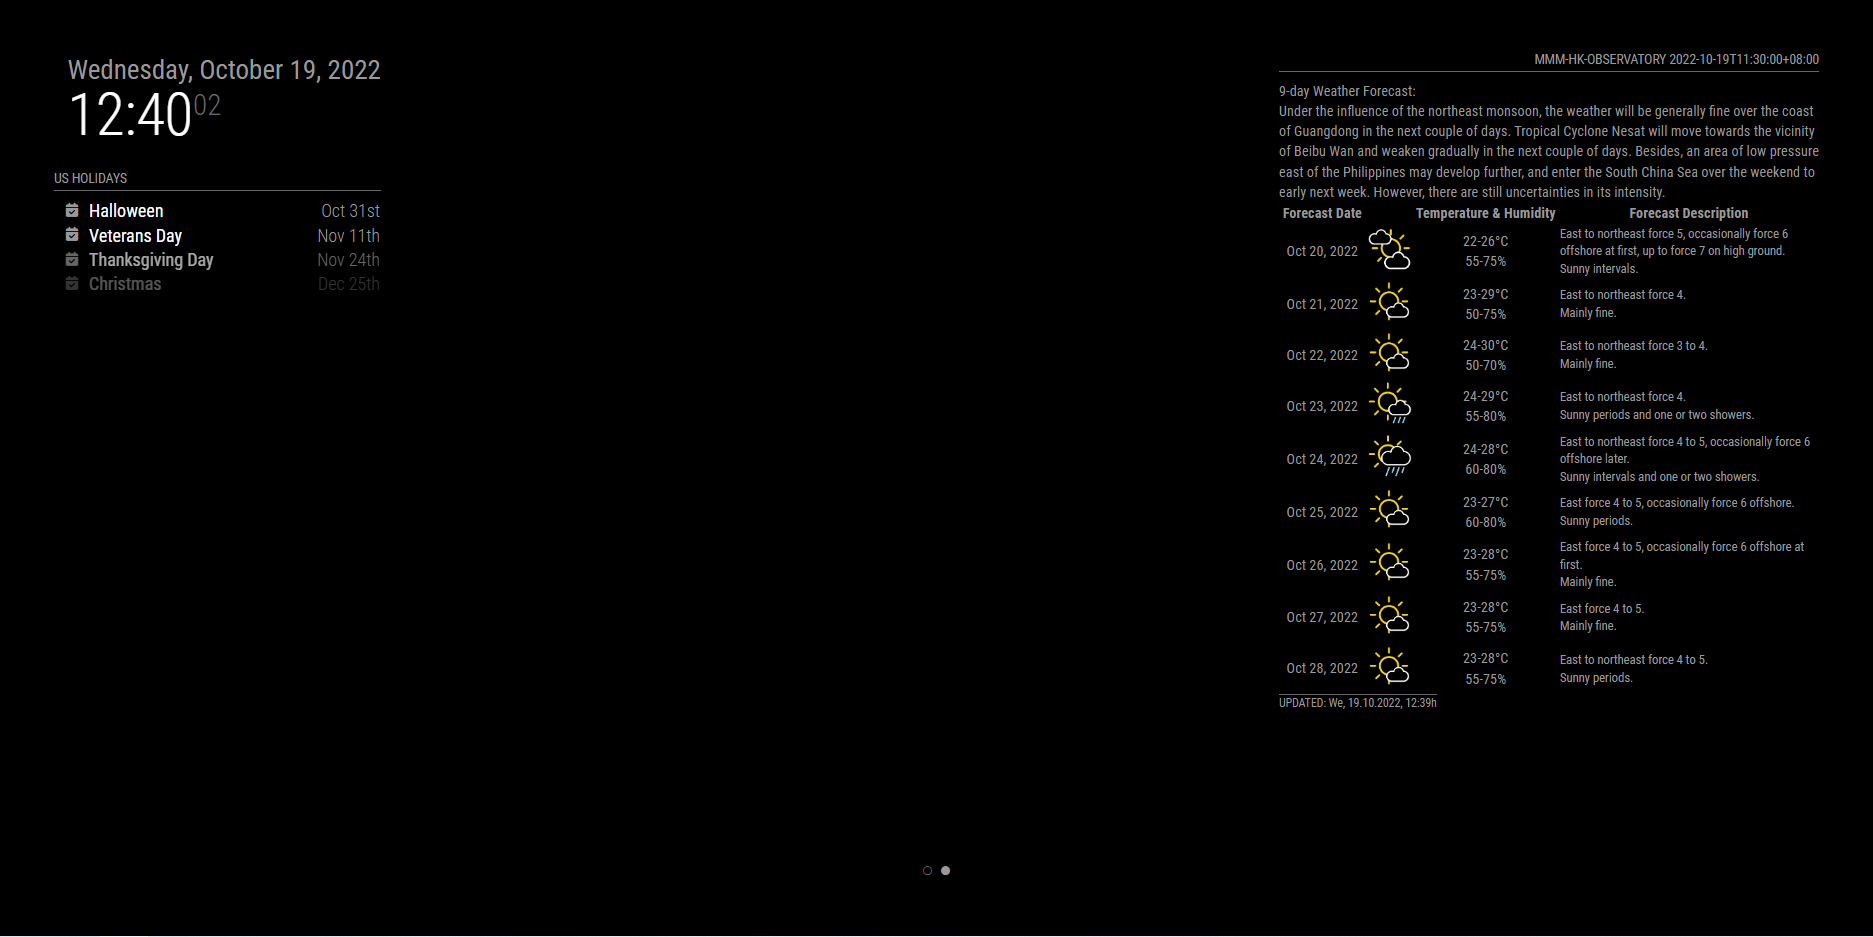 Wednesday, October 19, 2022
12:40 02
US HOLIDAYS
Halloween Oct 31st
Veterans Day Nov 11th
Thanksgiving Day Nov 24th
Christmas Dec 25th
MMM-HK-OBSERVATORY 2022-10-19T11:30:00+08:00
9-day Weather Forecast:
Under the influence of the northeast monsoon, the weather will be generally fine over the coast
of Guangdong in the next couple of days. Tropical Cyclone Nesat will move towards the vicinity
of Beibu Wan and weaken gradually in the next couple of days. Besides, an area of low pressure
east of the Philippines may develop further, and enter the South China Sea over the weekend to
early next week. However, there are still uncertainties in its intensity.
Forecast Date Temperature & Humidity Forecast Description
Oct 20, 2022
22-26°C
55-75%
East to northeast force 5, occasionally force 6
offshore at first, up to force 7 on high ground.
Sunny intervals.
Oct 21, 2022
23-29°C
50-75%
East to northeast force 4.
Mainly fine.
Oct 22, 2022
24-30°C
50-70%
East to northeast force 3 to 4.
Mainly fine.
Oct 23, 2022
24-29°C
55-80%
East to northeast force 4.
Sunny periods and one or two showers.
Oct 24, 2022
24-28°C
60-80%
East to northeast force 4 to 5, occasionally force 6
offshore later.
Sunny intervals and one or two showers.
Oct 25, 2022
23-27°C
60-80%
East force 4 to 5, occasionally force 6 offshore.
Sunny periods.
Oct 26, 2022
23-28°C
55-75%
East force 4 to 5, occasionally force 6 offshore at
first.
Mainly fine.
Oct 27, 2022
23-28°C
55-75%
East force 4 to 5.
Mainly fine.
Oct 28, 2022
23-28°C
55-75%
East to northeast force 4 to 5.
Sunny periods.
UPDATED: We, 19.10.2022, 12:39h